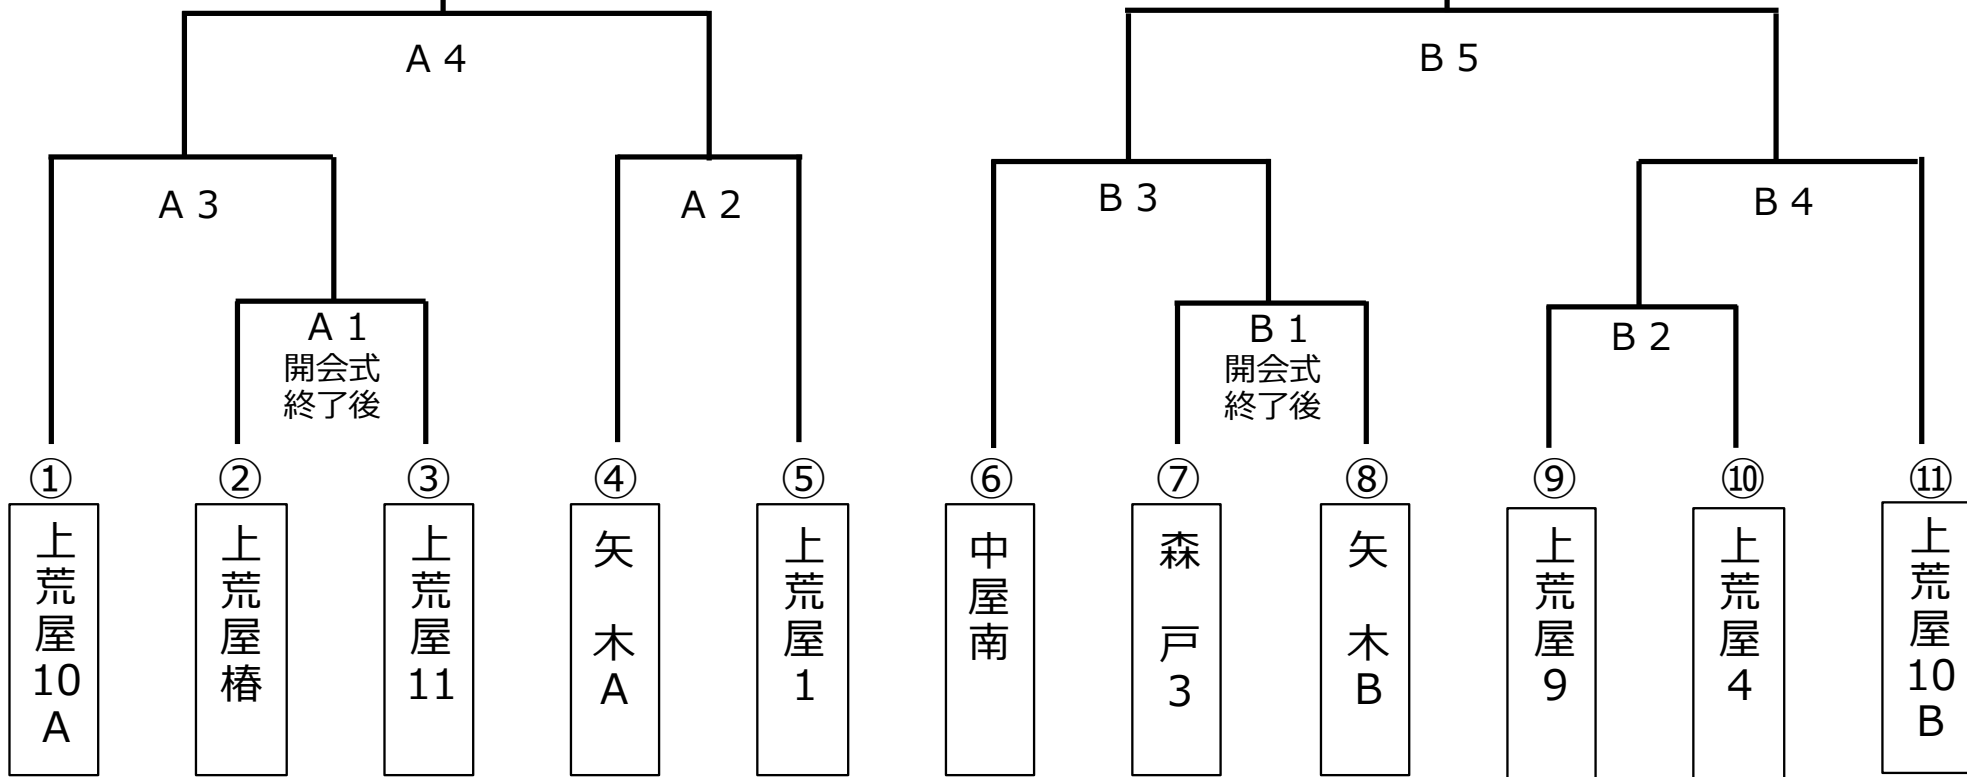 A 4
B 5
A 3
A 2
B 3
B 4
A 1
開会式
終了後
B 1
開会式
終了後
B 2
①
②
③
④
⑤
⑥
⑦
⑧
⑨
⑩
⑪
上荒屋10A
上荒屋椿
上荒屋11
矢 木A
上荒屋1
中屋南
森 戸3
矢 木B
上荒屋9
上荒屋4
上荒屋10B